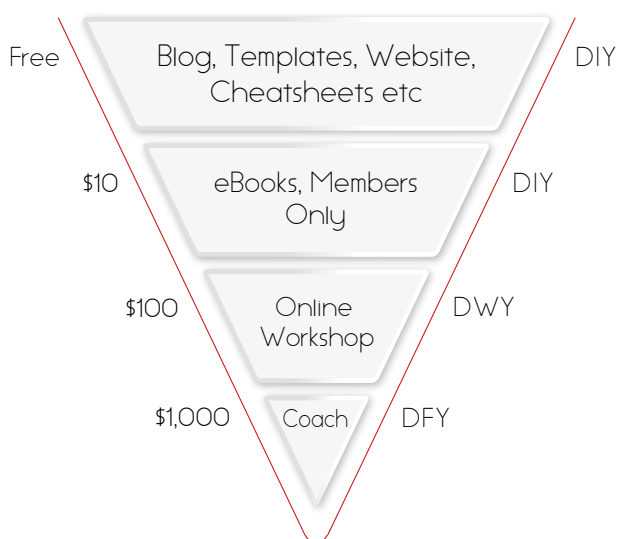 Free
Blog, Templates, Website,
Cheatsheets etc
DIY
$10
eBooks, Members
Only
DIY
$100
Online
Workshop
DWY
$1,000
Coach
DFY